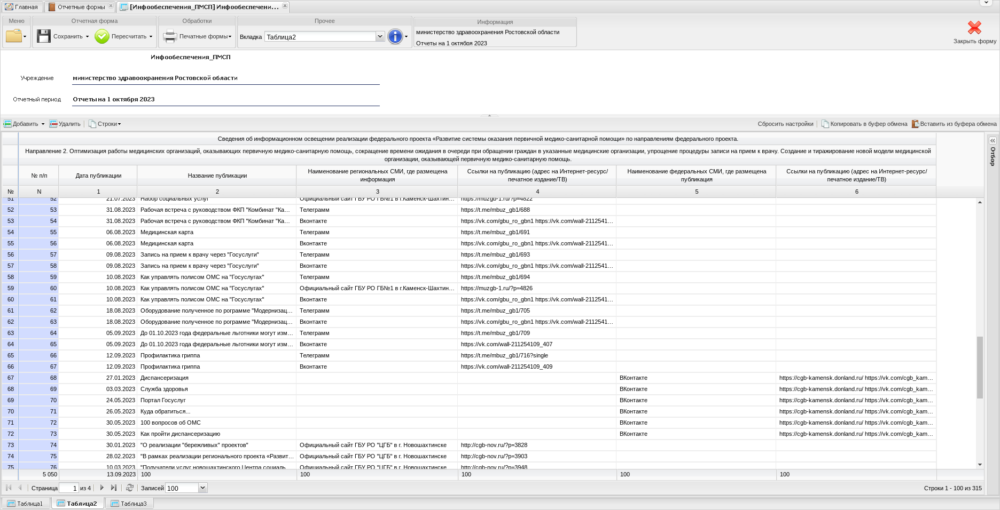 Главная
Отчетные формы
[Инфообеспечения_ПМСП] Инфообеспечени...
Меню
Отчетная форма
Обработки
Прочее
Информация
Сохранить
Пересчитать
Печатные формы
Вкладка
Таблица2
министерство здравоохранения Ростовской области
Отчеты на 1 октября 2023
Закрыть форму
Инфообеспечения_ПМСП
Учреждение министерство здравоохранения Ростовской области
Отчетный период Отчеты на 1 октября 2023
Добавить Удалить Строки Сбросить настройки Копировать в буфер обмена Вставить из буфера обмена
Отбор
Сведения об информационном освещении реализации федерального проекта «Развитие системы оказания первичной медико-санитарной помощи» по направлениям федерального проекта.
Направление 2. Оптимизация работы медицинских организаций, оказывающих первичную медико-санитарную помощь, сокращение времени ожидания в очереди при обращении граждан в указанные медицинские организации, упрощение процедуры записи на прием к врачу. Создание и тиражирование новой модели медицинской
организации, оказывающей первичную медико-санитарную помощь.
№ п/п
Дата публикации
Название публикации
Наименование региональных СМИ, где размещена
информация
Ссылки на публикацию (адрес на Интернет-ресурс/
печатное издание/ТВ)
Наименование федеральных СМИ, где размещена
публикация
Ссылки на публикацию (адрес на Интернет-ресурс/
печатное издание/ТВ)
№ N 1 2 3 4 5 6
51 52 21.07.2023 Набор социальных услуг Официальный сайт ГБУ РО ГБ№1 в г.Каменск-Шахтин... https://muzgb-1.ru/?p=4822
52 53 31.08.2023 Рабочая встреча с руководством ФКП "Комбинат "Ка... Телеграмм https://t.me/mbuz_gb1/688
53 54 31.08.2023 Рабочая встреча с руководством ФКП "Комбинат "Ка... Вконтакте https://vk.com/gbu_ro_gbn1 https://vk.com/wall-2112541...
54 55 06.08.2023 Медицинская карта Телеграмм https://t.me/mbuz_gb1/691
55 56 06.08.2023 Медицинская карта Вконтакте https://vk.com/gbu_ro_gbn1 https://vk.com/wall-2112541...
56 57 09.08.2023 Запись на прием к врачу через "Госуслуги" Телеграмм https://t.me/mbuz_gb1/693
57 58 09.08.2023 Запись на прием к врачу через "Госуслуги" Вконтакте https://vk.com/gbu_ro_gbn1 https://vk.com/wall-2112541...
58 59 10.08.2023 Как управлять полисом ОМС на "Госуслугах" Телеграмм https://t.me/mbuz_gb1/694
59 60 10.08.2023 Как управлять полисом ОМС на "Госуслугах" Официальный сайт ГБУ РО ГБ№1 в г.Каменск-Шахтин... https://muzgb-1.ru/?p=4826
60 61 10.08.2023 Как управлять полисом ОМС на "Госуслугах" Вконтакте https://vk.com/gbu_ro_gbn1 https://vk.com/wall-2112541...
61 62 18.08.2023 Оборудование полученное по рограмме "Модернизац... Телеграмм https://t.me/mbuz_gb1/705
62 63 18.08.2023 Оборудование полученное по рограмме "Модернизац... Вконтакте https://vk.com/gbu_ro_gbn1 https://vk.com/wall-2112541...
63 64 05.09.2023 До 01.10.2023 года федеральные льготники могут изм... Телеграмм https://t.me/mbuz_gb1/709
64 65 05.09.2023 До 01.10.2023 года федеральные льготники могут изм... Вконтакте https://vk.com/wall-211254109_407
65 66 12.09.2023 Профилактика гриппа Телеграмм https://t.me/mbuz_gb1/716?single
66 67 12.09.2023 Профилактика гриппа Вконтакте https://vk.com/wall-211254109_409
67 68 27.01.2023 Диспансеризация ВКонтакте https://cgb-kamensk.donland.ru/ https://vk.com/cgb_kam...
68 69 03.03.2023 Служба здоровья ВКонтакте https://cgb-kamensk.donland.ru/ https://vk.com/cgb_kam...
69 70 24.05.2023 Портал Госуслуг ВКонтакте https://cgb-kamensk.donland.ru/ https://vk.com/cgb_kam...
70 71 26.05.2023 Куда обратиться... ВКонтакте https://cgb-kamensk.donland.ru/ https://vk.com/cgb_kam...
71 72 30.05.2023 100 вопросов об ОМС ВКонтакте https://cgb-kamensk.donland.ru/ https://vk.com/cgb_kam...
72 73 30.05.2023 Как пройти диспансеризацию ВКонтакте https://cgb-kamensk.donland.ru/ https://vk.com/cgb_kam...
73 74 30.01.2023 "О реализации "бережливых" проектов" Официальный сайт ГБУ РО "ЦГБ" в г. Новошахтинске http://cgb-nov.ru/?p=3828
74 75 28.02.2023 "В рамках реализации регионального проекта «Развит... Официальный сайт ГБУ РО "ЦГБ" в г. Новошахтинске http://cgb-nov.ru/?p=3903
75 76 10.03.2023 "Получатели услуг новошахтинского Центра социаль... Официальный сайт ГБУ РО "ЦГБ" в г. Новошахтинске http://cgb-nov.ru/?p=3948
5 050 13.09.2023 100 100 100 100 100
Страница 1 из 4 Записей 100 Строки 1 - 100 из 315
Таблица1 Таблица2 Таблица3